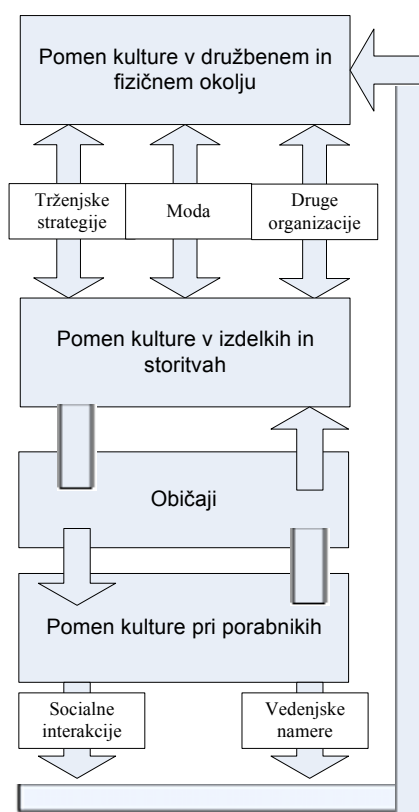 Pomen kulture v družbenem in
fizičnem okolju
Trženjske
strategije
Moda
Druge
organizacije
Pomen kulture v izdelkih in
storitvah
Običaji
Pomen kulture pri porabnikih
Socialne
interakcije
Vedenjske
namere